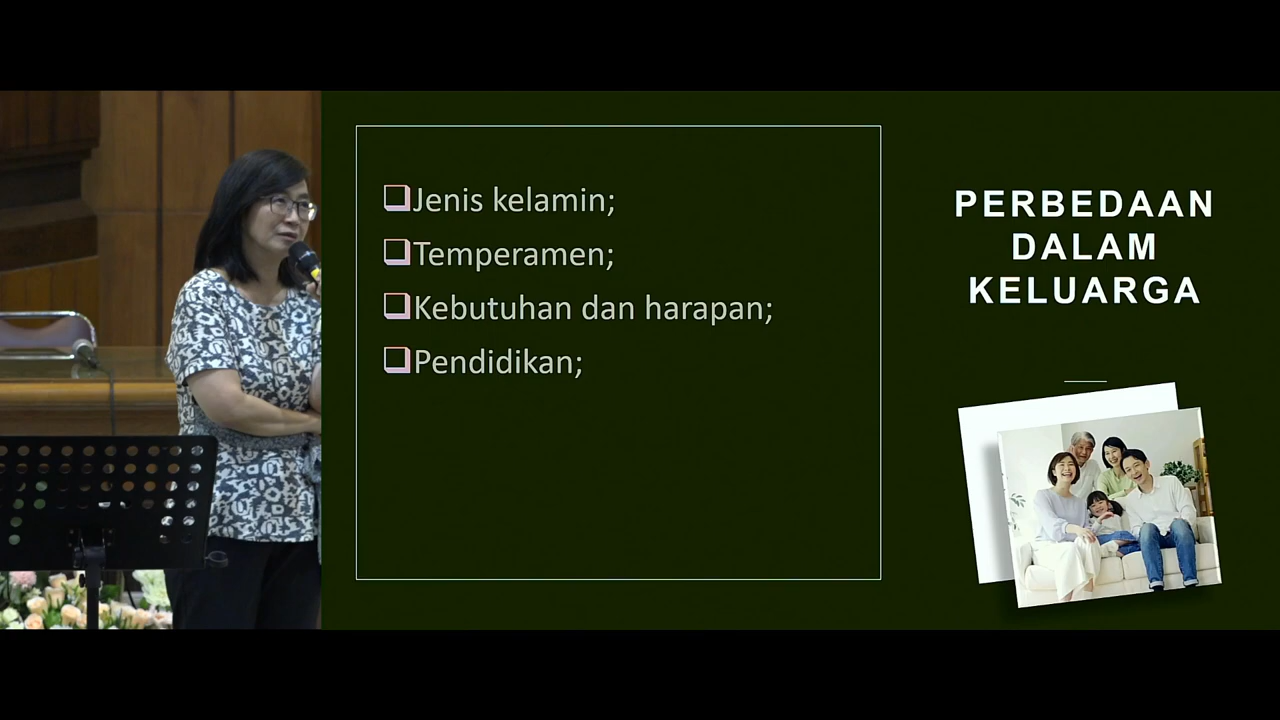 Jenis kelamin;
Temperamen;
Kebutuhan dan harapan;
Pendidikan;
PERBEDAAN
DALAM
KELUARGA